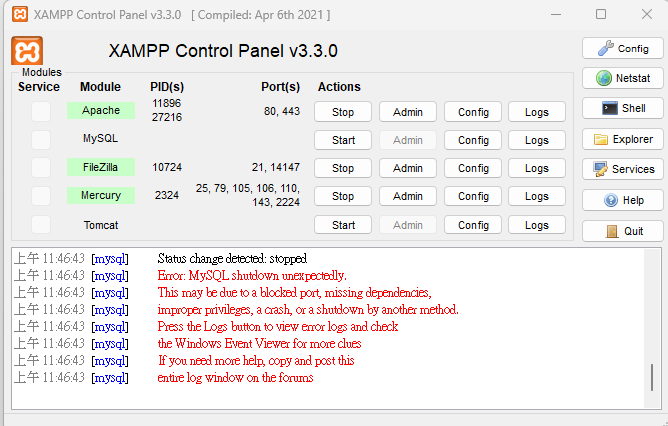 XAMPP Control Panel v3.3.0 [ Compiled: Apr 6th 2021 ]
XAMPP Control Panel v3.3.0
Config
Modules
Service Module PID(s) Port(s) Actions
Netstat
Apache 11896 27216 80, 443 Stop Admin Config Logs
Shell
MySQL Start Admin Config Logs
Explorer
FileZilla 10724 21, 14147 Stop Admin Config Logs
Services
Mercury 2324 25, 79, 105, 106, 110, 143, 2224 Stop Admin Config Logs
Help
Tomcat Start Admin Config Logs
Quit
上午 11:46:43 [mysql] Status change detected: stopped
上午 11:46:43 [mysql] Error: MySQL shutdown unexpectedly.
上午 11:46:43 [mysql] This may be due to a blocked port, missing dependencies,
上午 11:46:43 [mysql] improper privileges, a crash, or a shutdown by another method.
上午 11:46:43 [mysql] Press the Logs button to view error logs and check
上午 11:46:43 [mysql] the Windows Event Viewer for more clues
上午 11:46:43 [mysql] If you need more help, copy and post this
上午 11:46:43 [mysql] entire log window on the forums